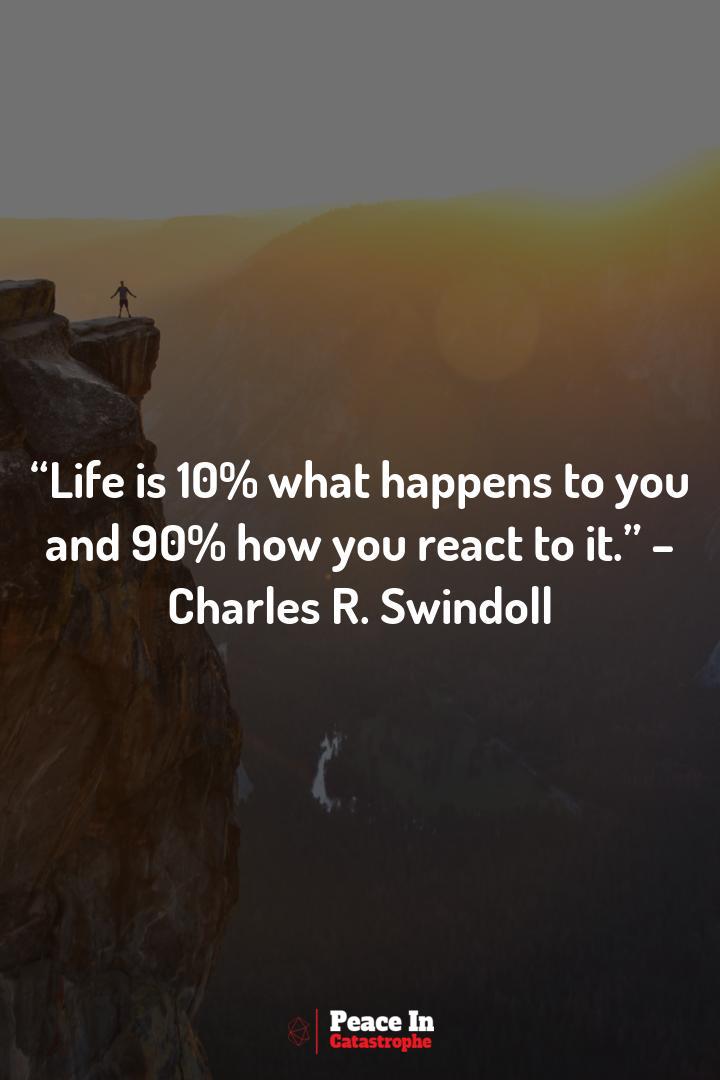 “Life is 10% what happens to you
and 90% how you react to it.” –
Charles R. Swindoll
Peace In
Catastrophe